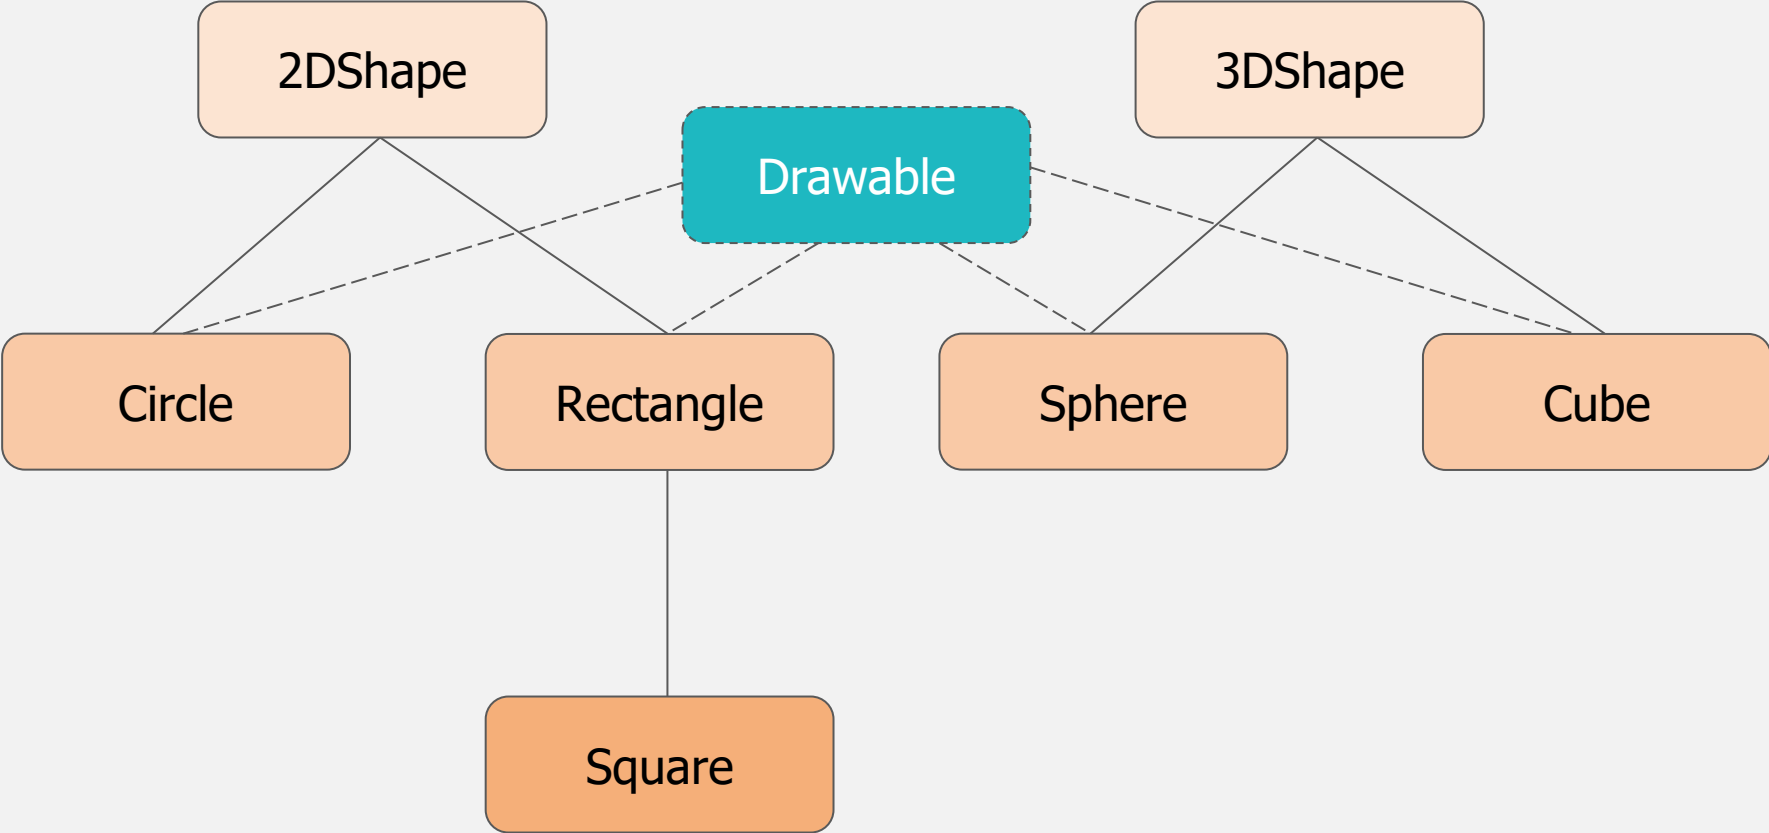 2DShape
3DShape
Drawable
Circle
Rectangle
Sphere
Cube
Square